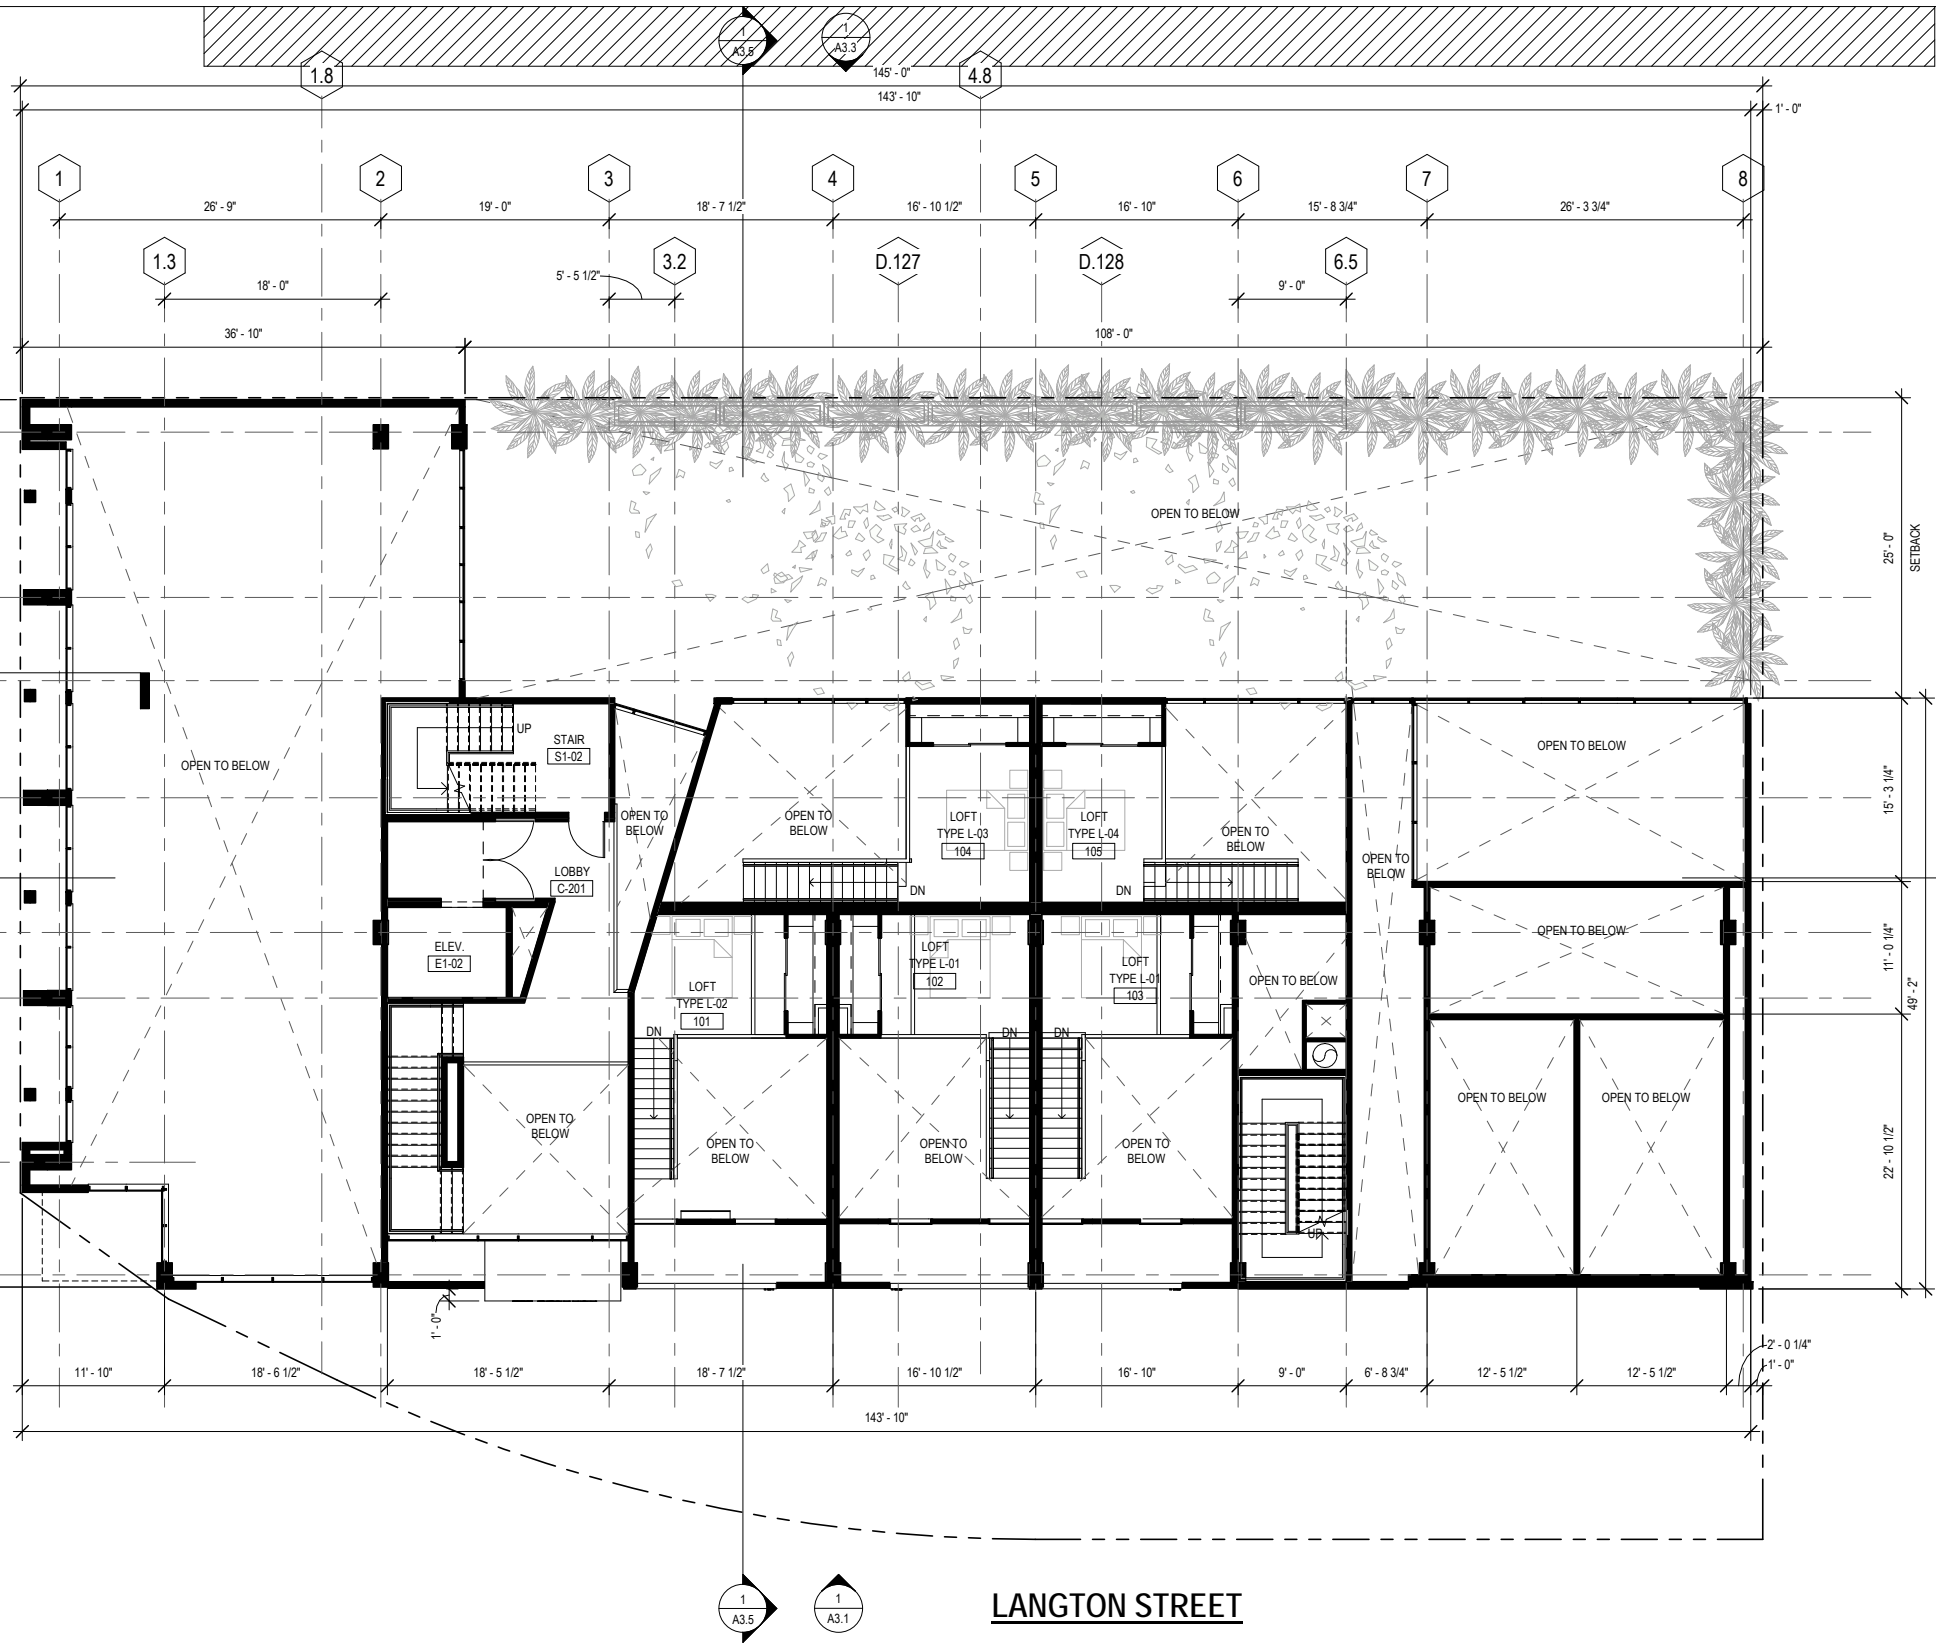 1
A3.5
1
A3.3
1.8
4.8
145' - 0"
143' - 10"
1' - 0"
1
2
3
4
5
6
7
8
26' - 9"
19' - 0"
18' - 7 1/2"
16' - 10 1/2"
16' - 10"
15' - 8 3/4"
26' - 3 3/4"
1.3
3.2
D.127
D.128
6.5
18' - 0"
5' - 5 1/2"
9' - 0"
36' - 10"
108' - 0"
OPEN TO BELOW
25' - 0"
SETBACK
UP
STAIR
S1-02
OPEN TO BELOW
OPEN TO BELOW
OPEN TO
BELOW
OPEN TO
BELOW
LOFT
TYPE L-03
104
LOFT
TYPE L-04
105
OPEN TO
BELOW
OPEN TO
BELOW
15' - 3 1/4"
LOBBY
C-201
DN
DN
ELEV.
E1-02
LOFT
TYPE L-02
101
LOFT
TYPE L-01
102
LOFT
TYPE L-01
103
OPEN TO BELOW
OPEN TO BELOW
11' - 0 1/4"
49' - 2"
DN
DN
DN
OPEN TO
BELOW
OPEN TO
BELOW
OPEN TO
BELOW
OPEN TO
BELOW
OPEN TO BELOW
OPEN TO BELOW
22' - 10 1/2"
UP
1' - 0"
11' - 10"
18' - 6 1/2"
18' - 5 1/2"
18' - 7 1/2"
16' - 10 1/2"
16' - 10"
9' - 0"
6' - 8 3/4"
12' - 5 1/2"
12' - 5 1/2"
2' - 0 1/4"
1' - 0"
143' - 10"
1
A3.5
1
A3.1
LANGTON STREET